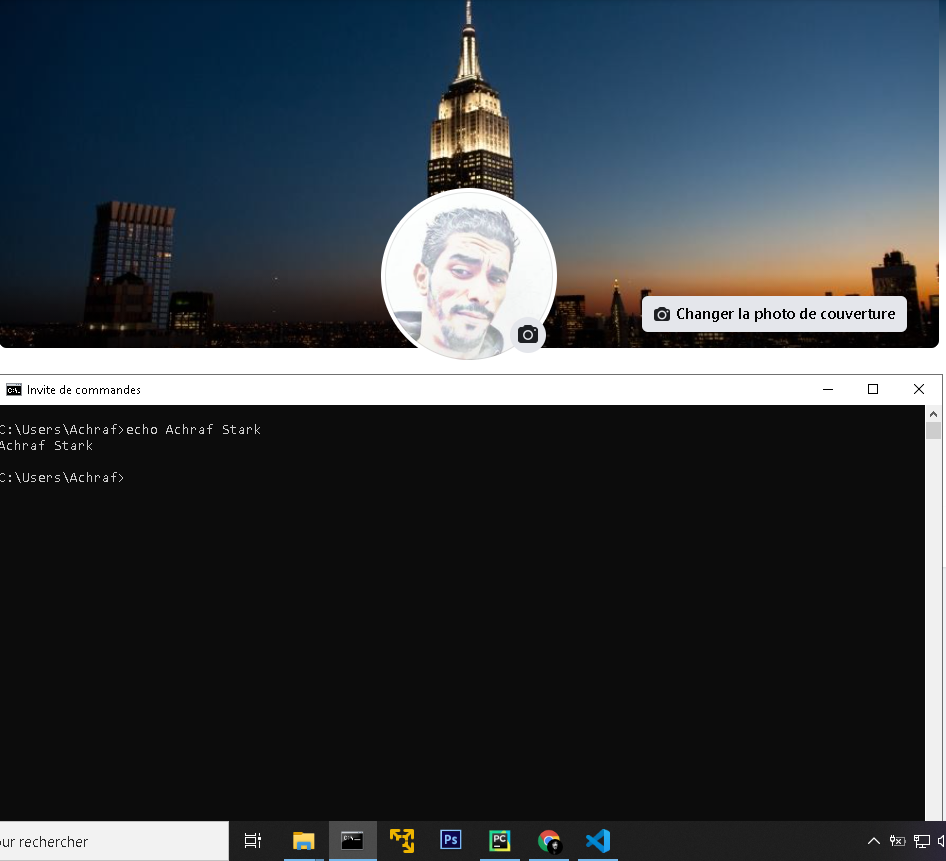 Changer la photo de couverture
Invite de commandes
C:\Users\Achraf>echo Achraf Stark
Achraf Stark
C:\Users\Achraf>
our rechercher
Ps
PC